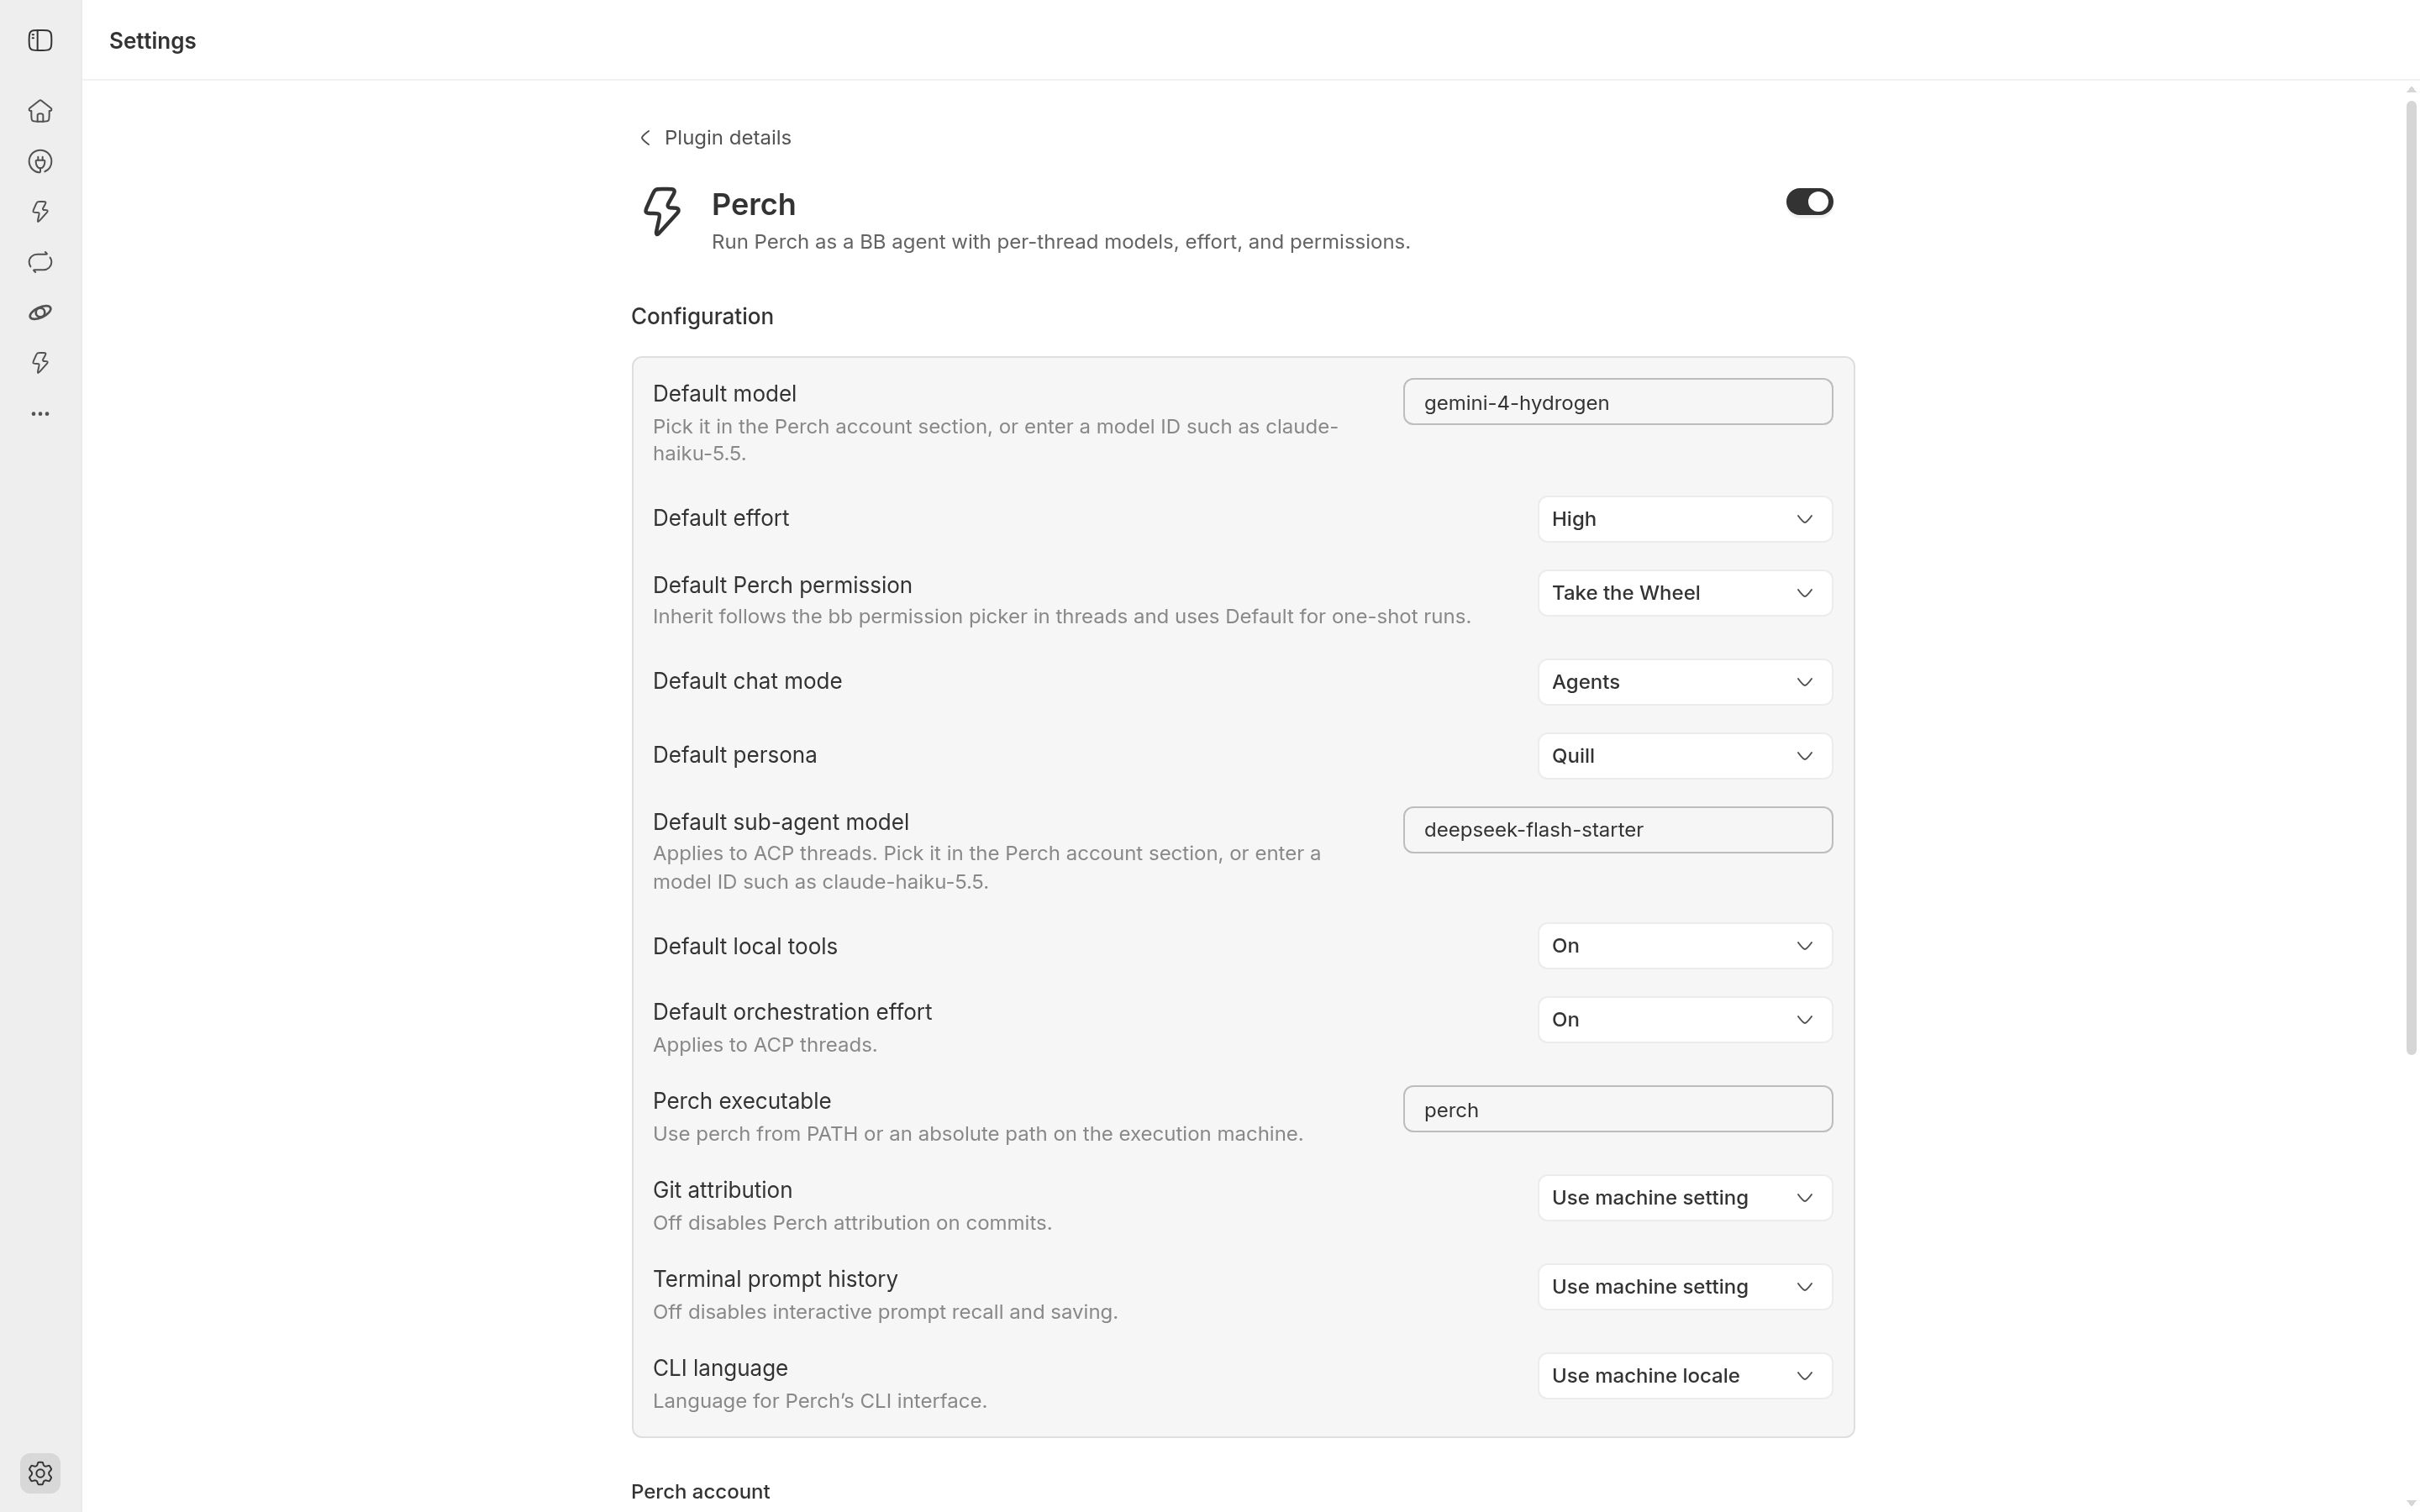 Settings
Plugin details
Perch
Run Perch as a BB agent with per-thread models, effort, and permissions.
Configuration
Default model
gemini-4-hydrogen
Pick it in the Perch account section, or enter a model ID such as claude-
haiku-5.5.
Default effort
High
Default Perch permission
Take the Wheel
Inherit follows the bb permission picker in threads and uses Default for one-shot runs.
Default chat mode
Agents
Default persona
Quill
Default sub-agent model
deepseek-flash-starter
Applies to ACP threads. Pick it in the Perch account section, or enter a
model ID such as claude-haiku-5.5.
Default local tools
On
Default orchestration effort
On
Applies to ACP threads.
Perch executable
perch
Use perch from PATH or an absolute path on the execution machine.
Git attribution
Use machine setting
Off disables Perch attribution on commits.
Terminal prompt history
Use machine setting
Off disables interactive prompt recall and saving.
CLI language
Use machine locale
Language for Perch’s CLI interface.
Perch account